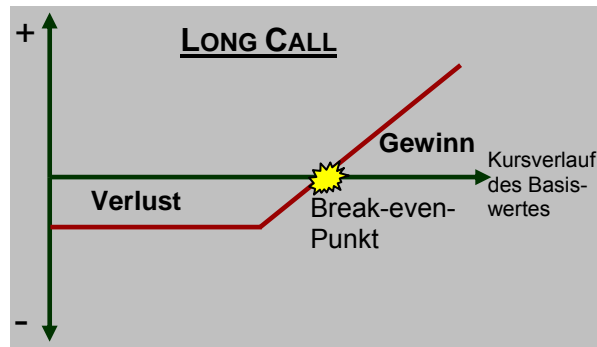 +
LONG CALL
Gewinn
Kursverlauf
des Basis-
wertes
Verlust
Break-even-
Punkt
-